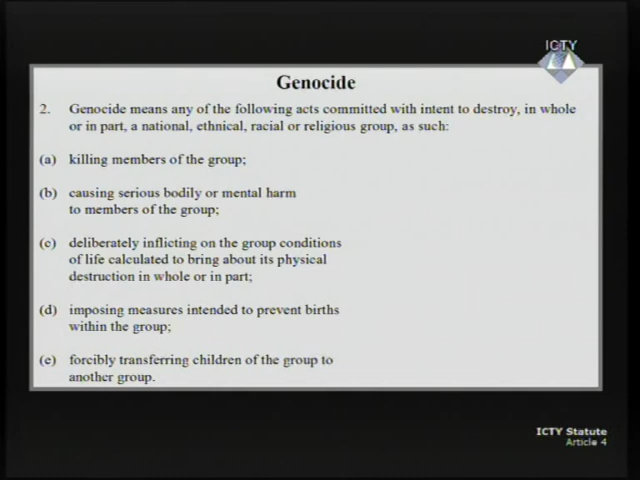 ICTY
Genocide
2. Genocide means any of the following acts committed with intent to destroy, in whole
or in part, a national, ethnical, racial or religious group, as such:
(a) killing members of the group;
(b) causing serious bodily or mental harm
to members of the group;
(c) deliberately inflicting on the group conditions
of life calculated to bring about its physical
destruction in whole or in part;
(d) imposing measures intended to prevent births
within the group;
(e) forcibly transferring children of the group to
another group.
ICTY Statute
Article 4